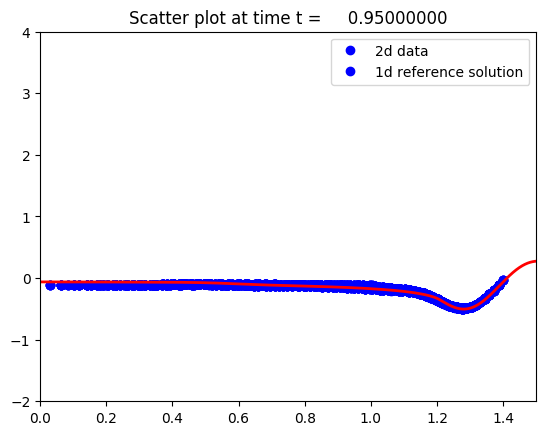 Scatter plot at time t =     0.95000000
2d data
1d reference solution
4
3
2
1
0
−1
−2
0.0 0.2 0.4 0.6 0.8 1.0 1.2 1.4